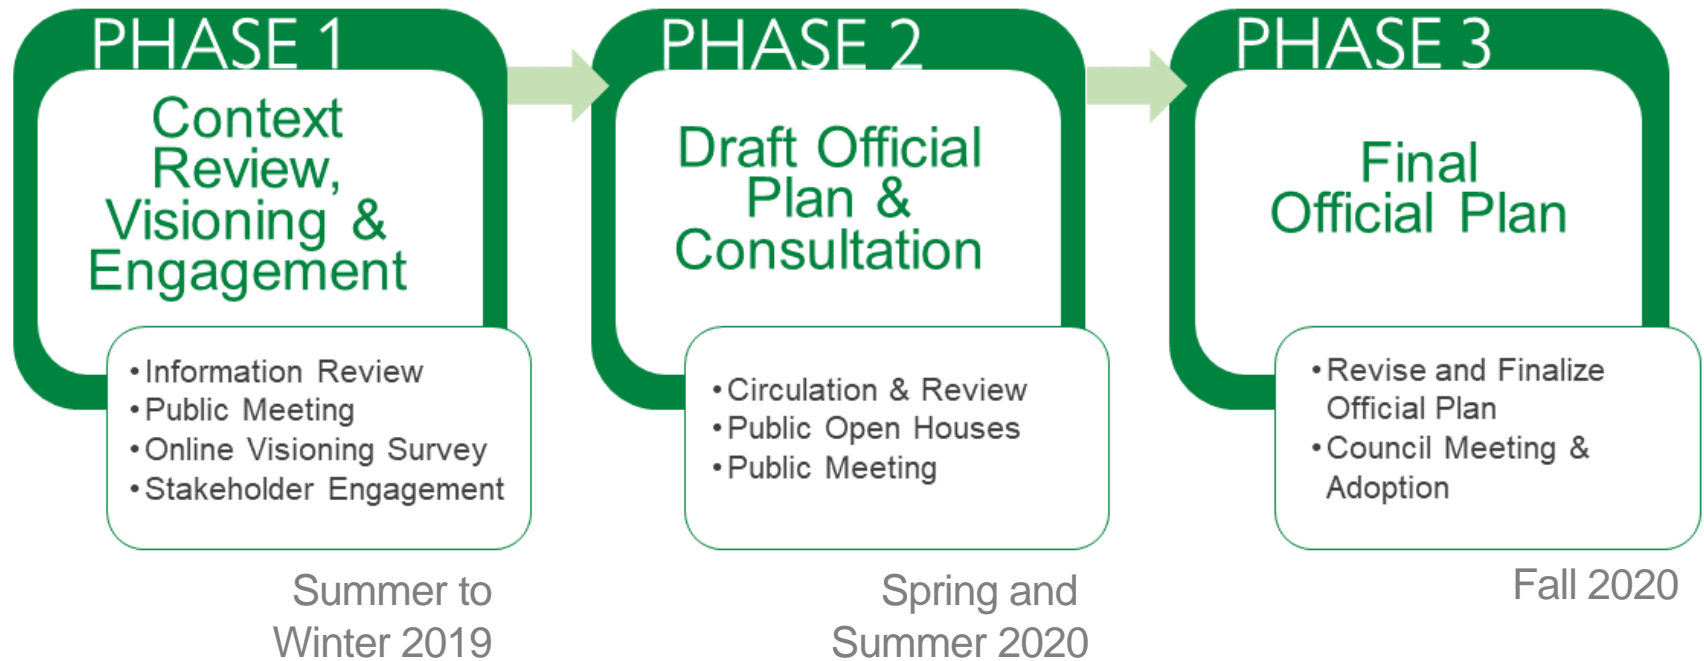 PHASE 1
Context
Review,
Visioning &
Engagement
•Information Review
•Public Meeting
•Online Visioning Survey
•Stakeholder Engagement
Summer to
Winter 2019
PHASE 2
Draft Official
Plan &
Consultation
•Circulation & Review
•Public Open Houses
•Public Meeting
Spring and
Summer 2020
PHASE 3
Final
Official Plan
•Revise and Finalize
Official Plan
•Council Meeting &
Adoption
Fall 2020